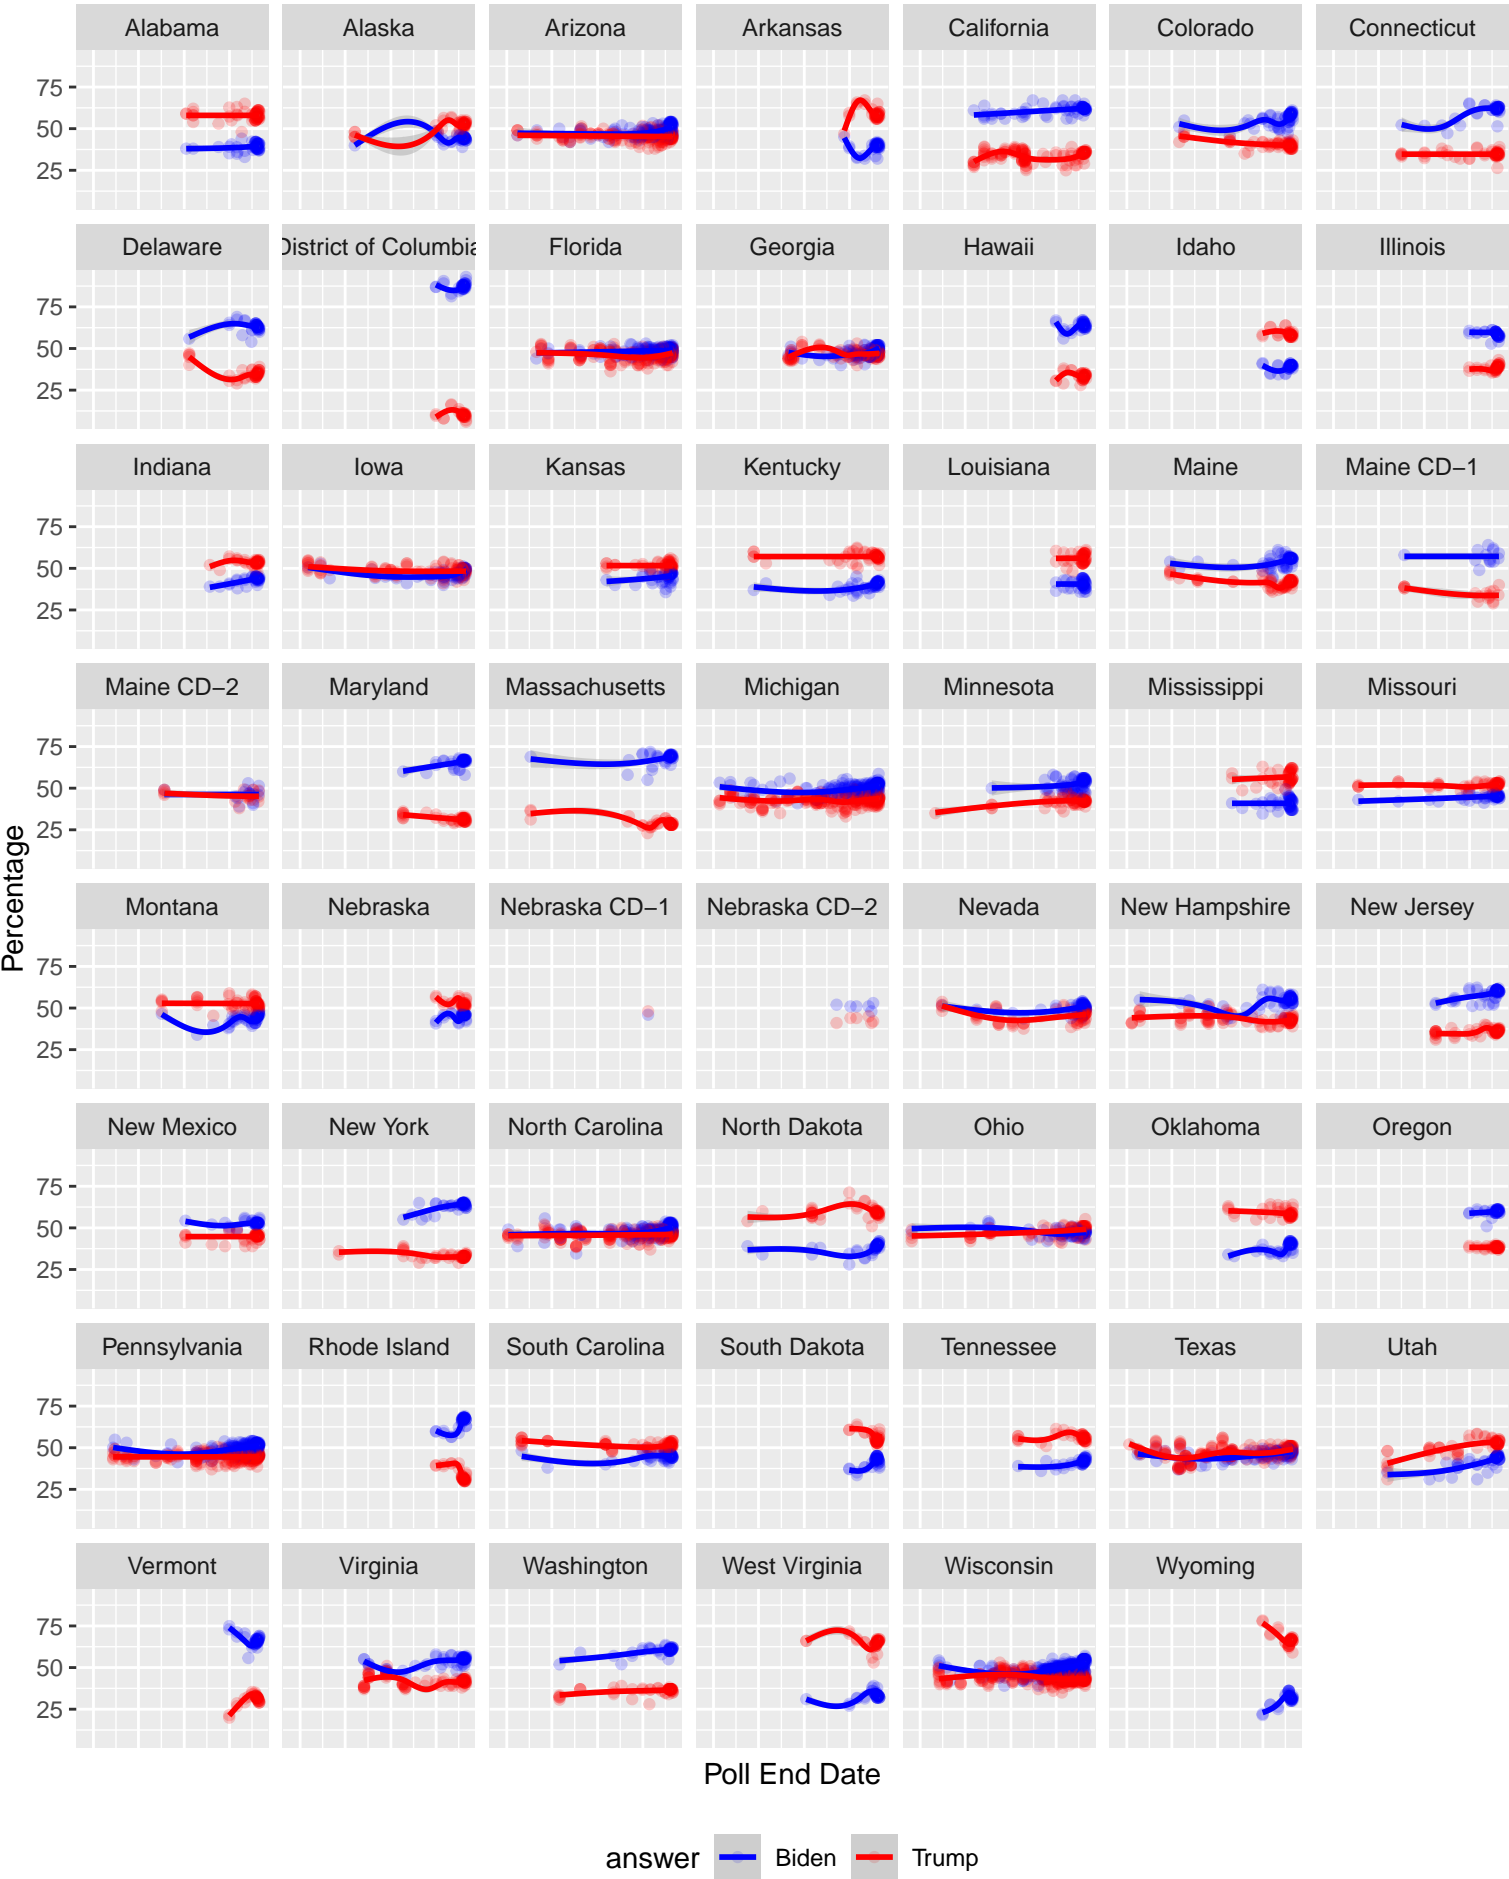 Alabama Alaska Arizona Arkansas California Colorado Connecticut
75
50
25
Delaware District of Columbia Florida Georgia Hawaii Idaho Illinois
75
50
25
Indiana Iowa Kansas Kentucky Louisiana Maine Maine CD−1
75
50
25
Maine CD−2 Maryland Massachusetts Michigan Minnesota Mississippi Missouri
75
50
25
Percentage
Montana Nebraska Nebraska CD−1 Nebraska CD−2 Nevada New Hampshire New Jersey
75
50
25
New Mexico New York North Carolina North Dakota Ohio Oklahoma Oregon
75
50
25
Pennsylvania Rhode Island South Carolina South Dakota Tennessee Texas Utah
75
50
25
Vermont Virginia Washington West Virginia Wisconsin Wyoming
75
50
25
Poll End Date
answer Biden Trump